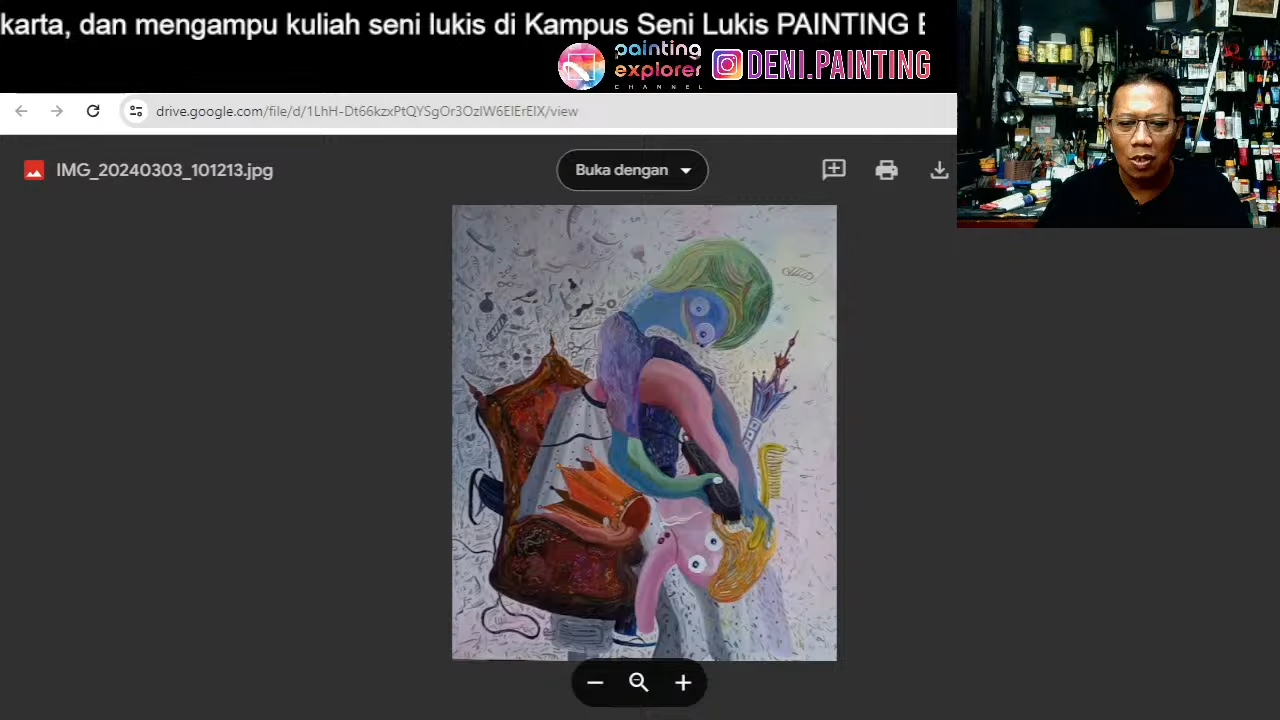 karta, dan mengampu kuliah seni lukis di Kampus Seni Lukis PAINTING E
painting
explorer
CHANNEL
DENI.PAINTING
drive.google.com/file/d/1LhH-Dt66kzxPtQYSgOr3OzIW6EIErEIX/view
IMG_20240303_101213.jpg
Buka dengan